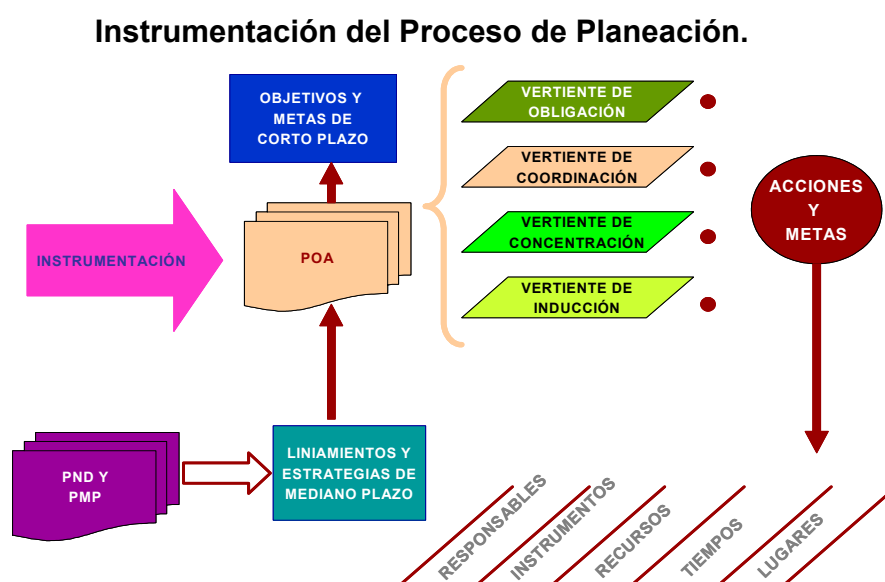 Instrumentación del Proceso de Planeación.
OBJETIVOS Y
METAS DE
CORTO PLAZO
VERTIENTE DE
OBLIGACIÓN
VERTIENTE DE
COORDINACIÓN
VERTIENTE DE
CONCENTRACIÓN
VERTIENTE DE
INDUCCIÓN
ACCIONES
Y
METAS
INSTRUMENTACIÓN
POA
PND Y
PMP
LINIAMIENTOS Y
ESTRATEGIAS DE
MEDIANO PLAZO
RESPONSABLES
INSTRUMENTOS
RECURSOS
TIEMPOS
LUGARES